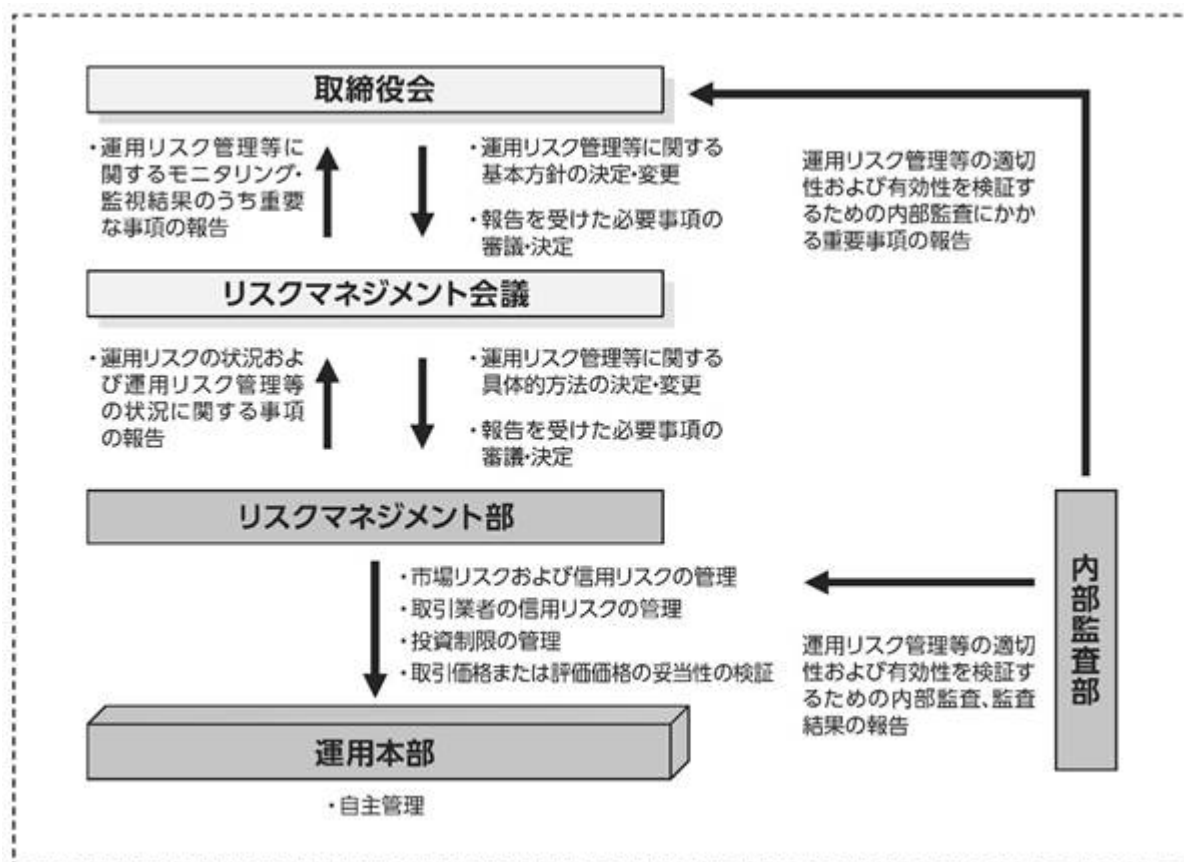 取締役会
・運用リスク管理等に
関するモニタリング・
監視結果のうち重要
な事項の報告
・運用リスク管理等に関する
基本方針の決定・変更
・報告を受けた必要事項の
審議・決定
運用リスク管理等の適切
性および有効性を検証す
るための内部監査にかか
る重要事項の報告
リスクマネジメント会議
・運用リスクの状況およ
び運用リスク管理等
の状況に関する事項
の報告
・運用リスク管理等に関する
具体的方法の決定・変更
・報告を受けた必要事項の
審議・決定
リスクマネジメント部
・市場リスクおよび信用リスクの管理
・取引業者の信用リスクの管理
・投資制限の管理
・取引価格または評価価格の妥当性の検証
運用リスク管理等の適切
性および有効性を検証す
るための内部監査、監査
結果の報告
内部監査部
運用本部
・自主管理